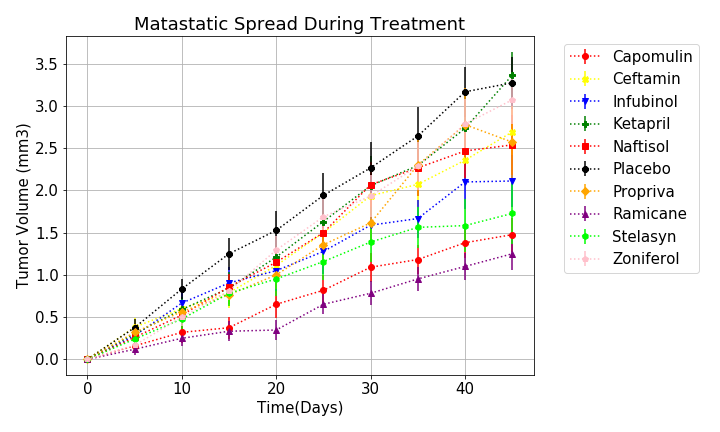 Matastatic Spread During Treatment
Tumor Volume (mm3)
3.5
3.0
2.5
2.0
1.5
1.0
0.5
0.0
0 10 20 30 40
Time(Days)
Capomulin
Ceftamin
Infubinol
Ketapril
Naftisol
Placebo
Propriva
Ramicane
Stelasyn
Zoniferol